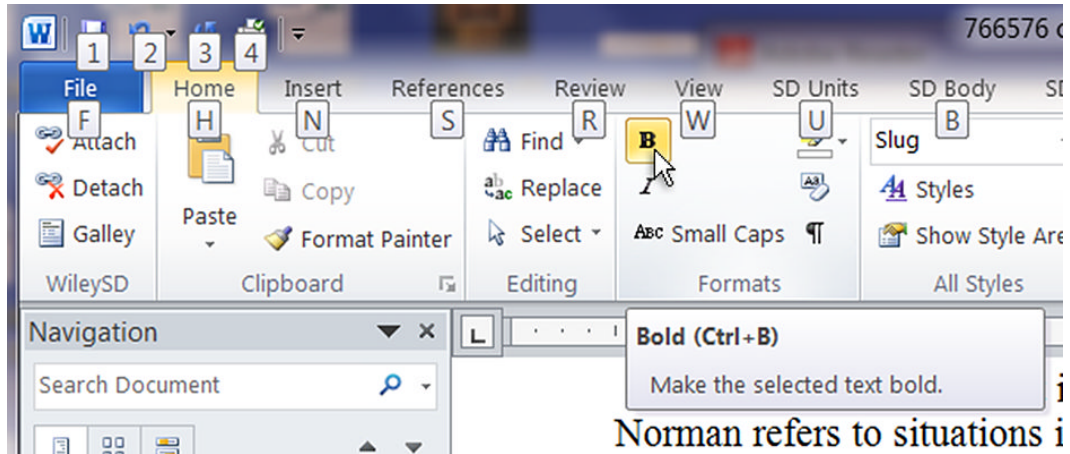 W 766576
1 2 3 4
File Home Insert References Review View SD Units SD Body SD
F H N S R W U B
Attach Cut Find B Slug
Detach Copy Replace I Styles
Galley Paste Format Painter Select ABC Small Caps ¶ Show Style Are
WileySD Clipboard Editing Formats All Styles
Navigation L
Bold (Ctrl+B)
Search Document Make the selected text bold.
Norman refers to situations i